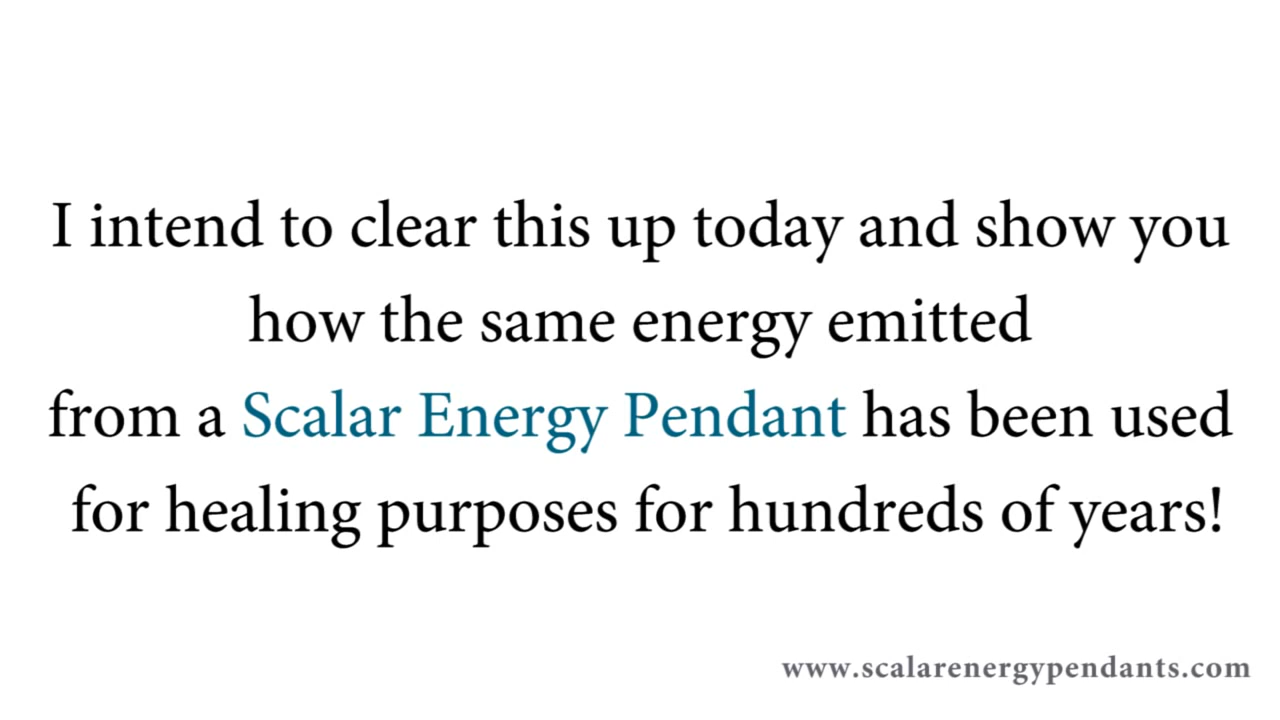 I intend to clear this up today and show you
how the same energy emitted
from a Scalar Energy Pendant has been used
for healing purposes for hundreds of years!
www.scalarenergypendants.com